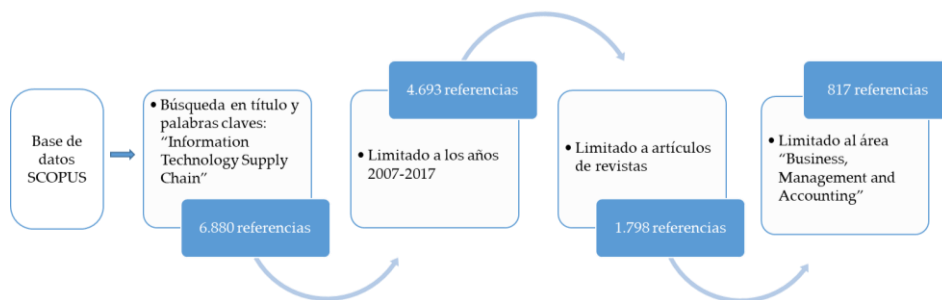 Base de
datos
SCOPUS
• Búsqueda en título y
palabras claves:
“Information
Technology Supply
Chain”
6.880 referencias
4.693 referencias
• Limitado a los años
2007-2017
• Limitado a artículos
de revistas
1.798 referencias
817 referencias
• Limitado al área
“Business,
Management and
Accounting”